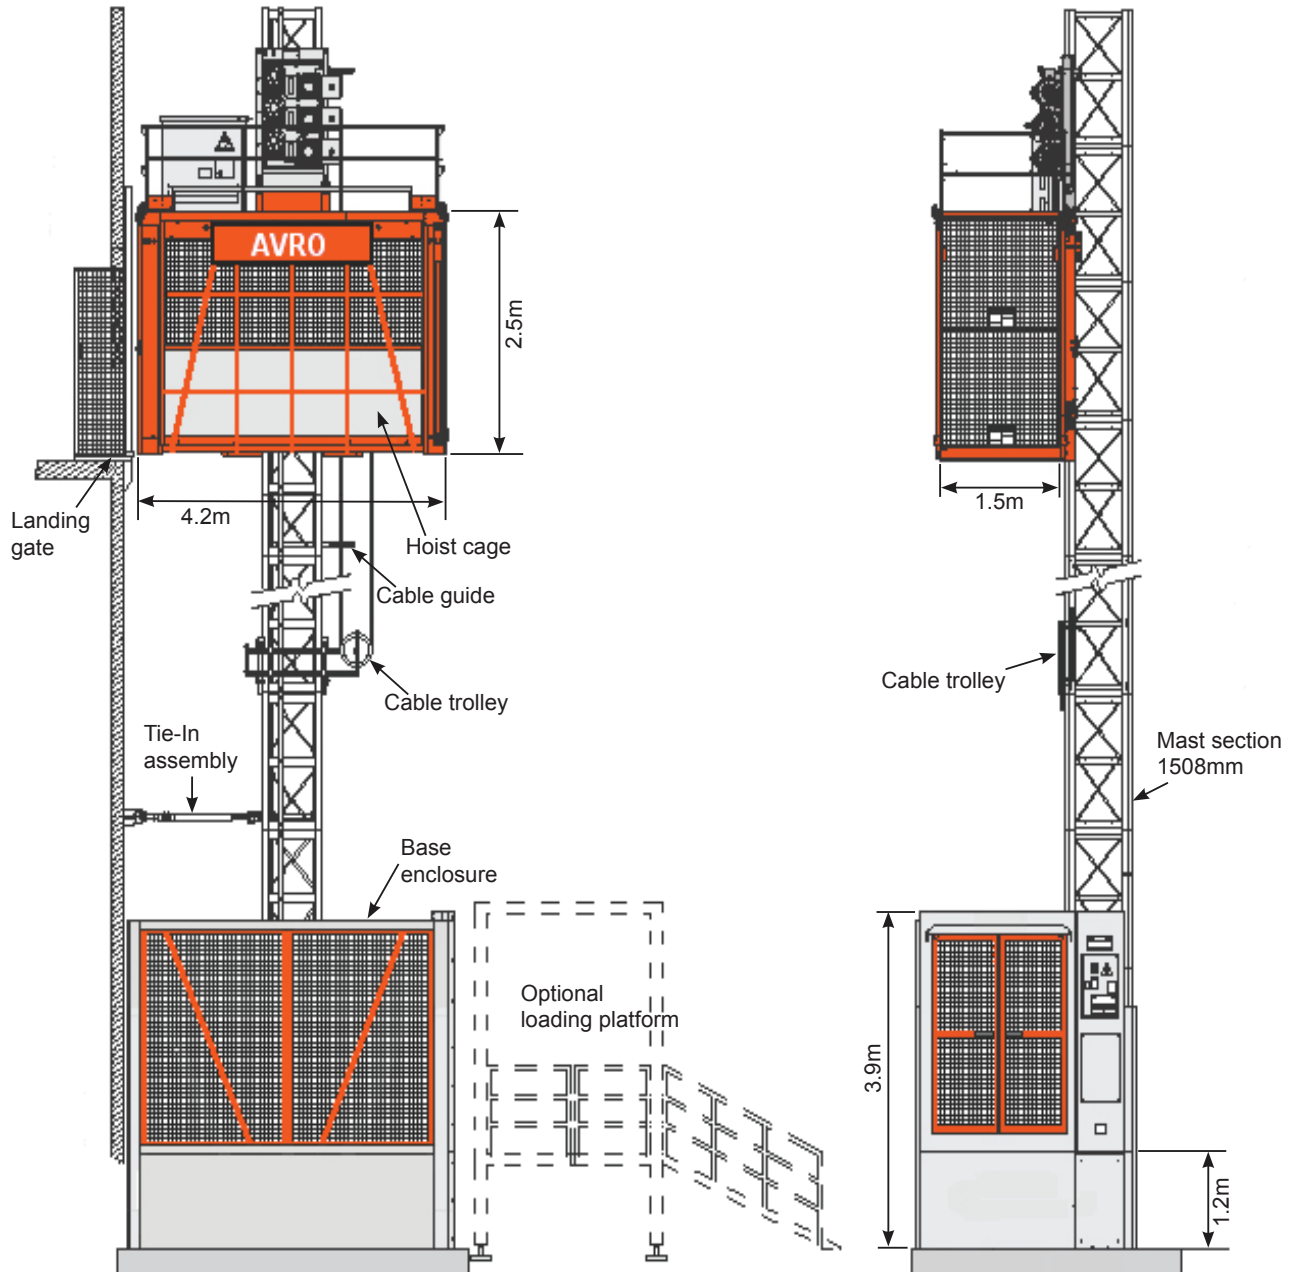 AVRO
2.5m
Landing
gate
4.2m
Hoist cage
Cable guide
Cable trolley
Tie-In
assembly
Base
enclosure
Optional
loading platform
1.5m
Cable trolley
Mast section
1508mm
3.9m
1.2m